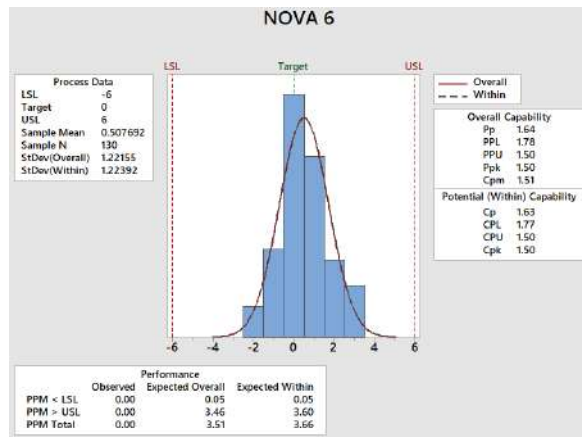 NOVA 6
LSL Target USL
Process Data
LSL -6
Target 0
USL 6
Sample Mean 0.507692
Sample N 130
StDev(Overall) 1.22155
StDev(Within) 1.22392
Overall
Within
Overall Capability
Pp 1.64
PPL 1.78
PPU 1.50
Ppk 1.50
Cpm 1.51
Potential (Within) Capability
Cp 1.63
CPL 1.77
CPU 1.50
Cpk 1.50
-6 -4 -2 0 2 4 6
Performance
Observed Expected Overall Expected Within
PPM < LSL 0.00 0.05 0.05
PPM > USL 0.00 3.46 3.60
PPM Total 0.00 3.51 3.66